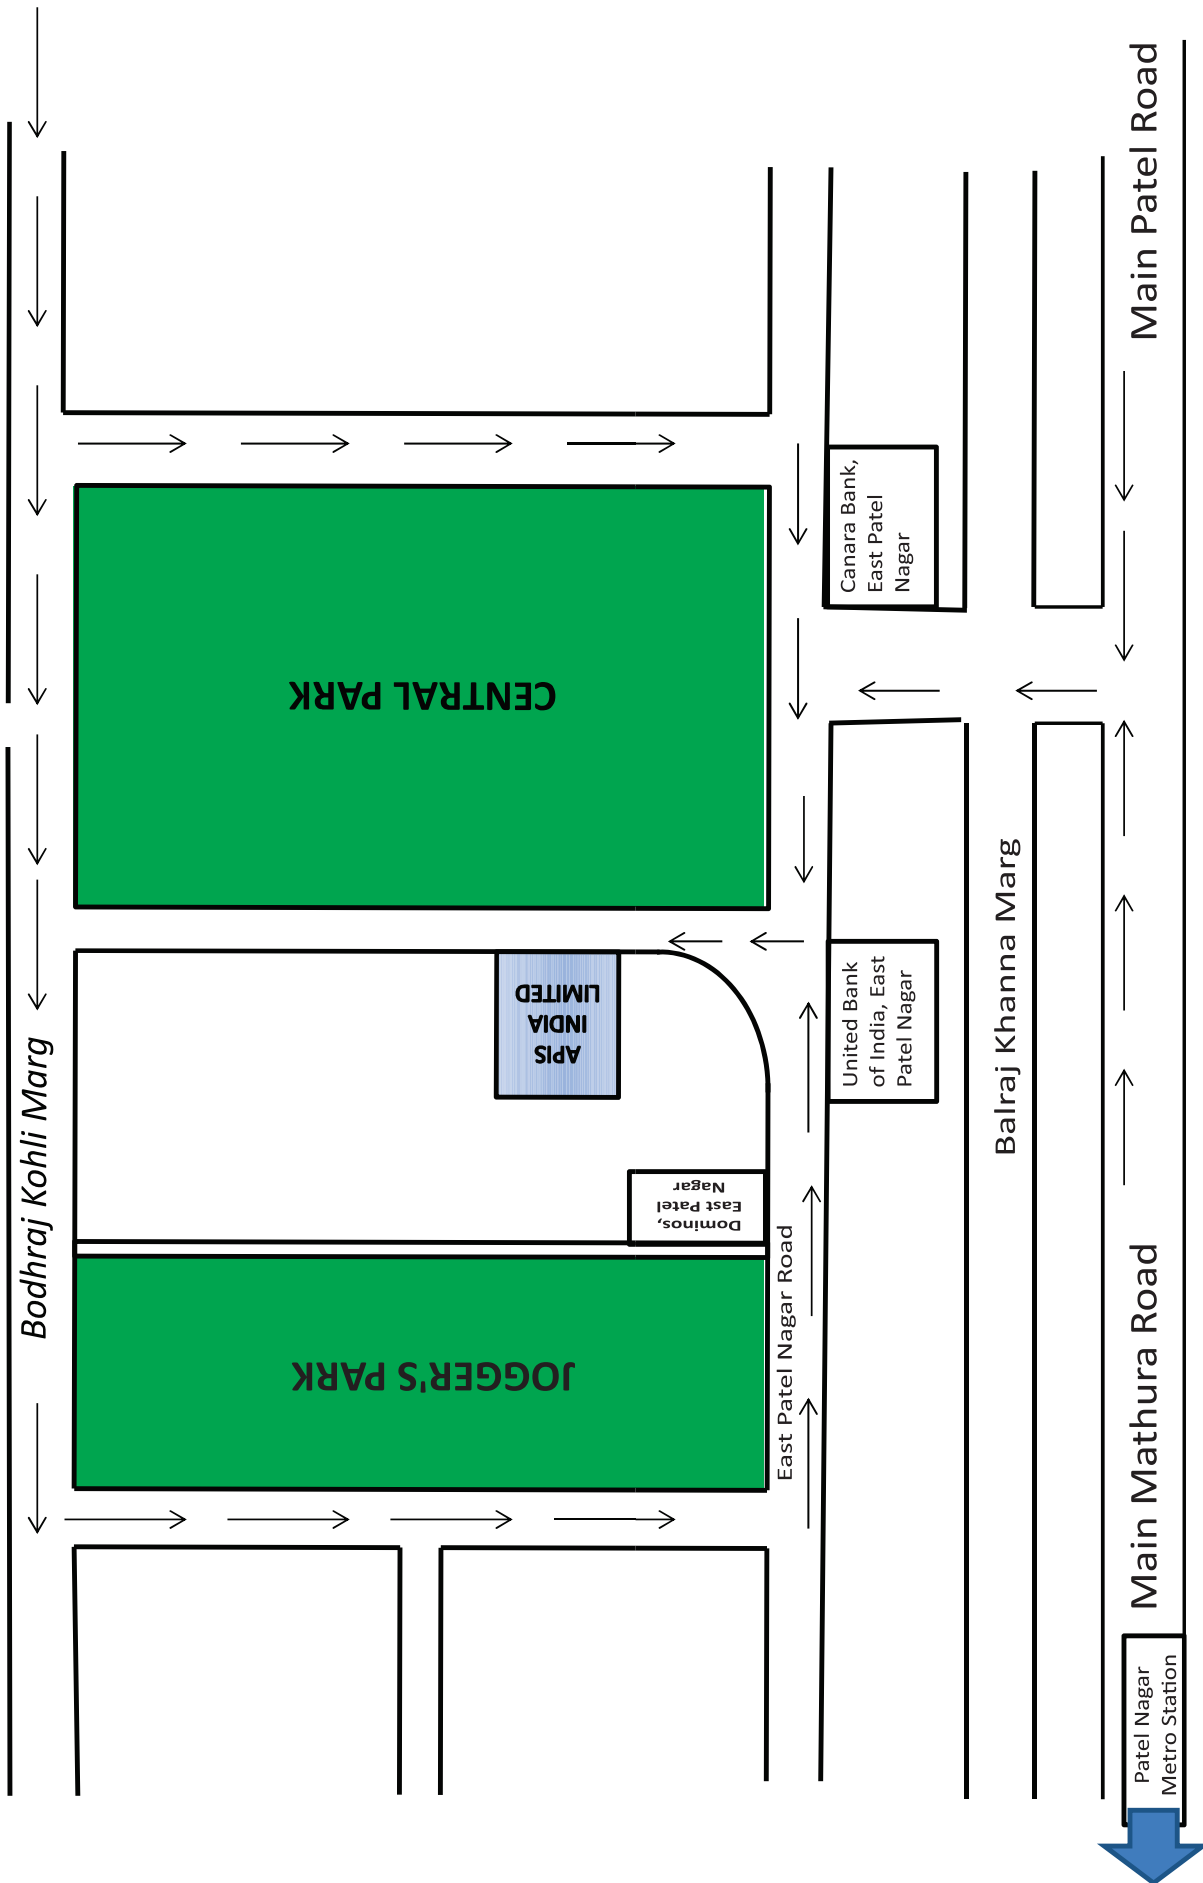 Main Patel Road
Canara Bank,
East Patel
Nagar
CENTRAL PARK
Balraj Khanna Marg
United Bank
of India, East
Patel Nagar
APIS
INDIA
LIMITED
Bodhraj Kohli Marg
Dominos,
East Patel
Nagar
East Patel Nagar Road
JOGGER'S PARK
Main Mathura Road
Patel Nagar
Metro Station